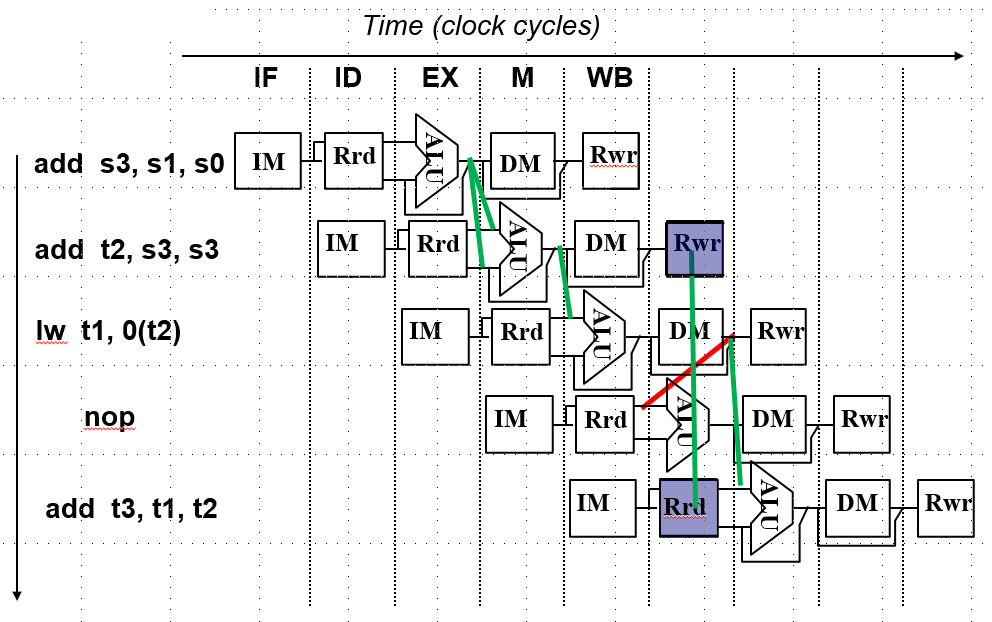 Time (clock cycles)
IF ID EX M WB
add s3, s1, s0 IM Rrd ALU DM Rwr
add t2, s3, s3 IM Rrd ALU DM Rwr
lw t1, 0(t2) IM Rrd ALU DM Rwr
nop IM Rrd ALU DM Rwr
add t3, t1, t2 IM Rrd ALU DM Rwr